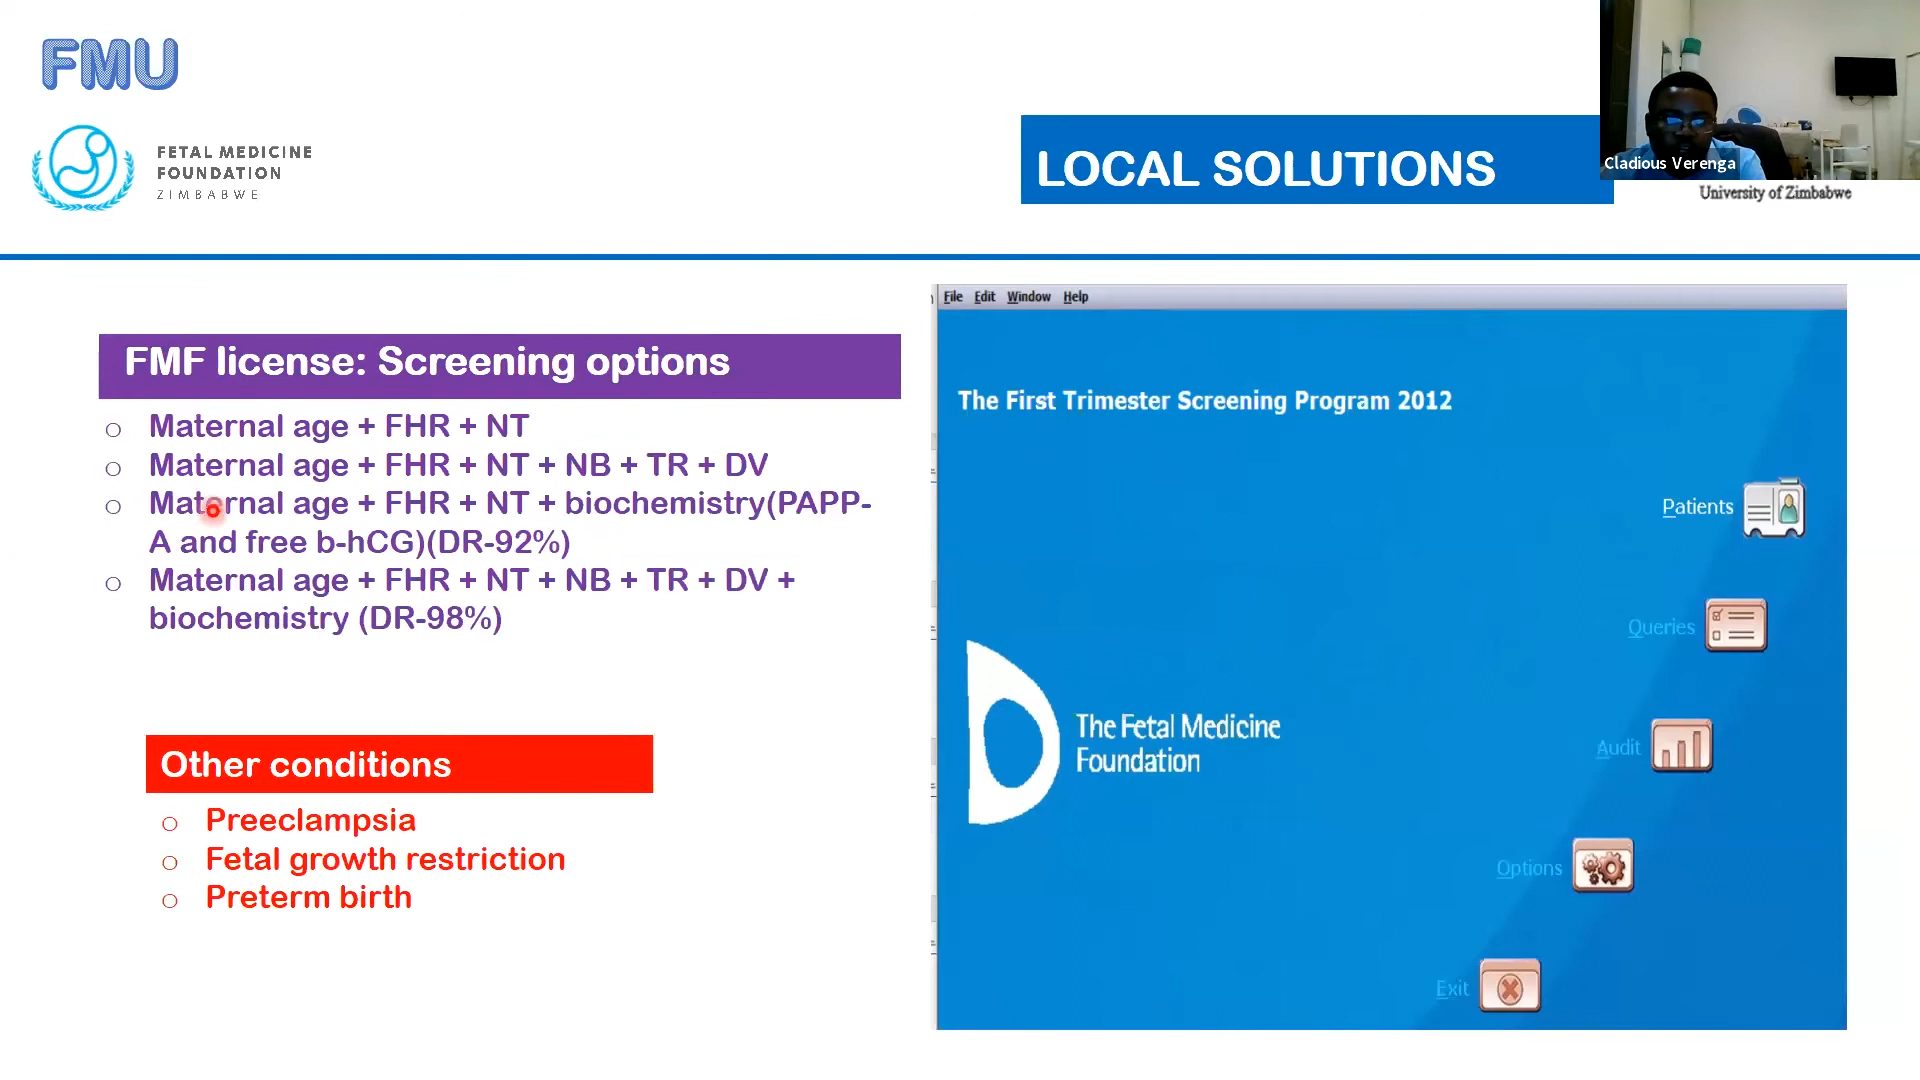 FMU
FETAL MEDICINE
FOUNDATION
ZIMBABWE
LOCAL SOLUTIONS
Cladious Verenga
University of Zimbabwe
FMF license: Screening options
o Maternal age + FHR + NT
o Maternal age + FHR + NT + NB + TR + DV
o Maternal age + FHR + NT + biochemistry(PAPP-
A and free b-hCG)(DR-92%)
o Maternal age + FHR + NT + NB + TR + DV +
biochemistry (DR-98%)
Other conditions
o Preeclampsia
o Fetal growth restriction
o Preterm birth
File Edit Window Help
The First Trimester Screening Program 2012
Patients
Queries
The Fetal Medicine
Foundation
Audit
Options
Exit